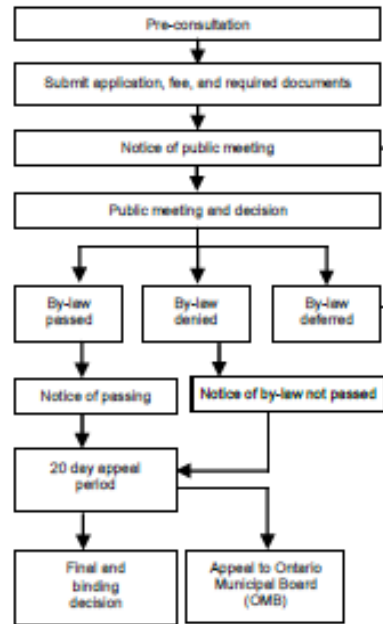 Pre-consultation
Submit application, fee, and required documents
Notice of public meeting
Public meeting and decision
By-law
passed
By-law
denied
By-law
deferred
Notice of passing
Notice of by-law not passed
20 day appeal
period
Final and
binding
decision
Appeal to Ontario
Municipal Board
(OMB)